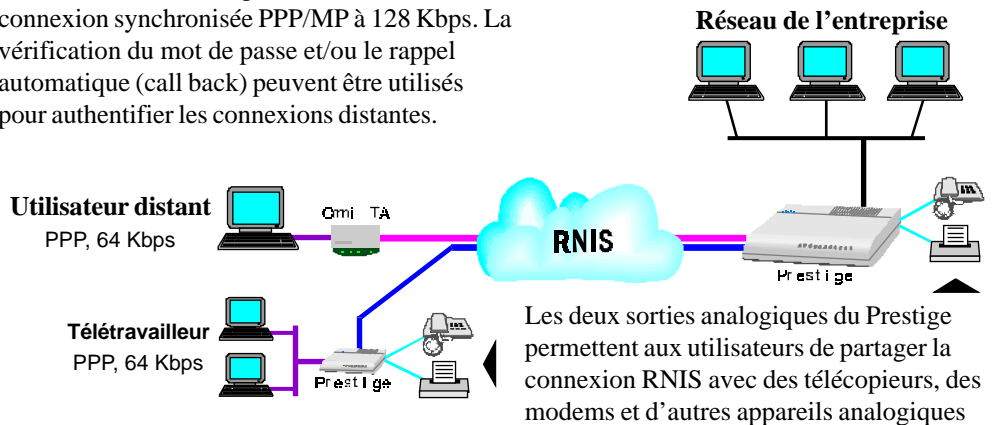 connexion synchronisée PPP/MP à 128 Kbps. La
vérification du mot de passe et/ou le rappel
automatique (call back) peuvent être utilisés
pour authentifier les connexions distantes.
Réseau de l'entreprise
Utilisateur distant
PPP, 64 Kbps
Omi TA
RNIS
Prestige
Télétravailleur
PPP, 64 Kbps
Prestige
Les deux sorties analogiques du Prestige
permettent aux utilisateurs de partager la
connexion RNIS avec des télécopieurs, des
modems et d'autres appareils analogiques